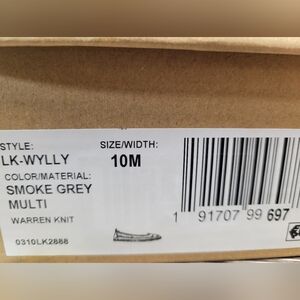 STYLE:
LK-WYLLY
SIZE/WIDTH:
10M
COLOR/MATERIAL:
SMOKE GREY
MULTI
WARREN KNIT
0310LK2888
1 91707 99 697